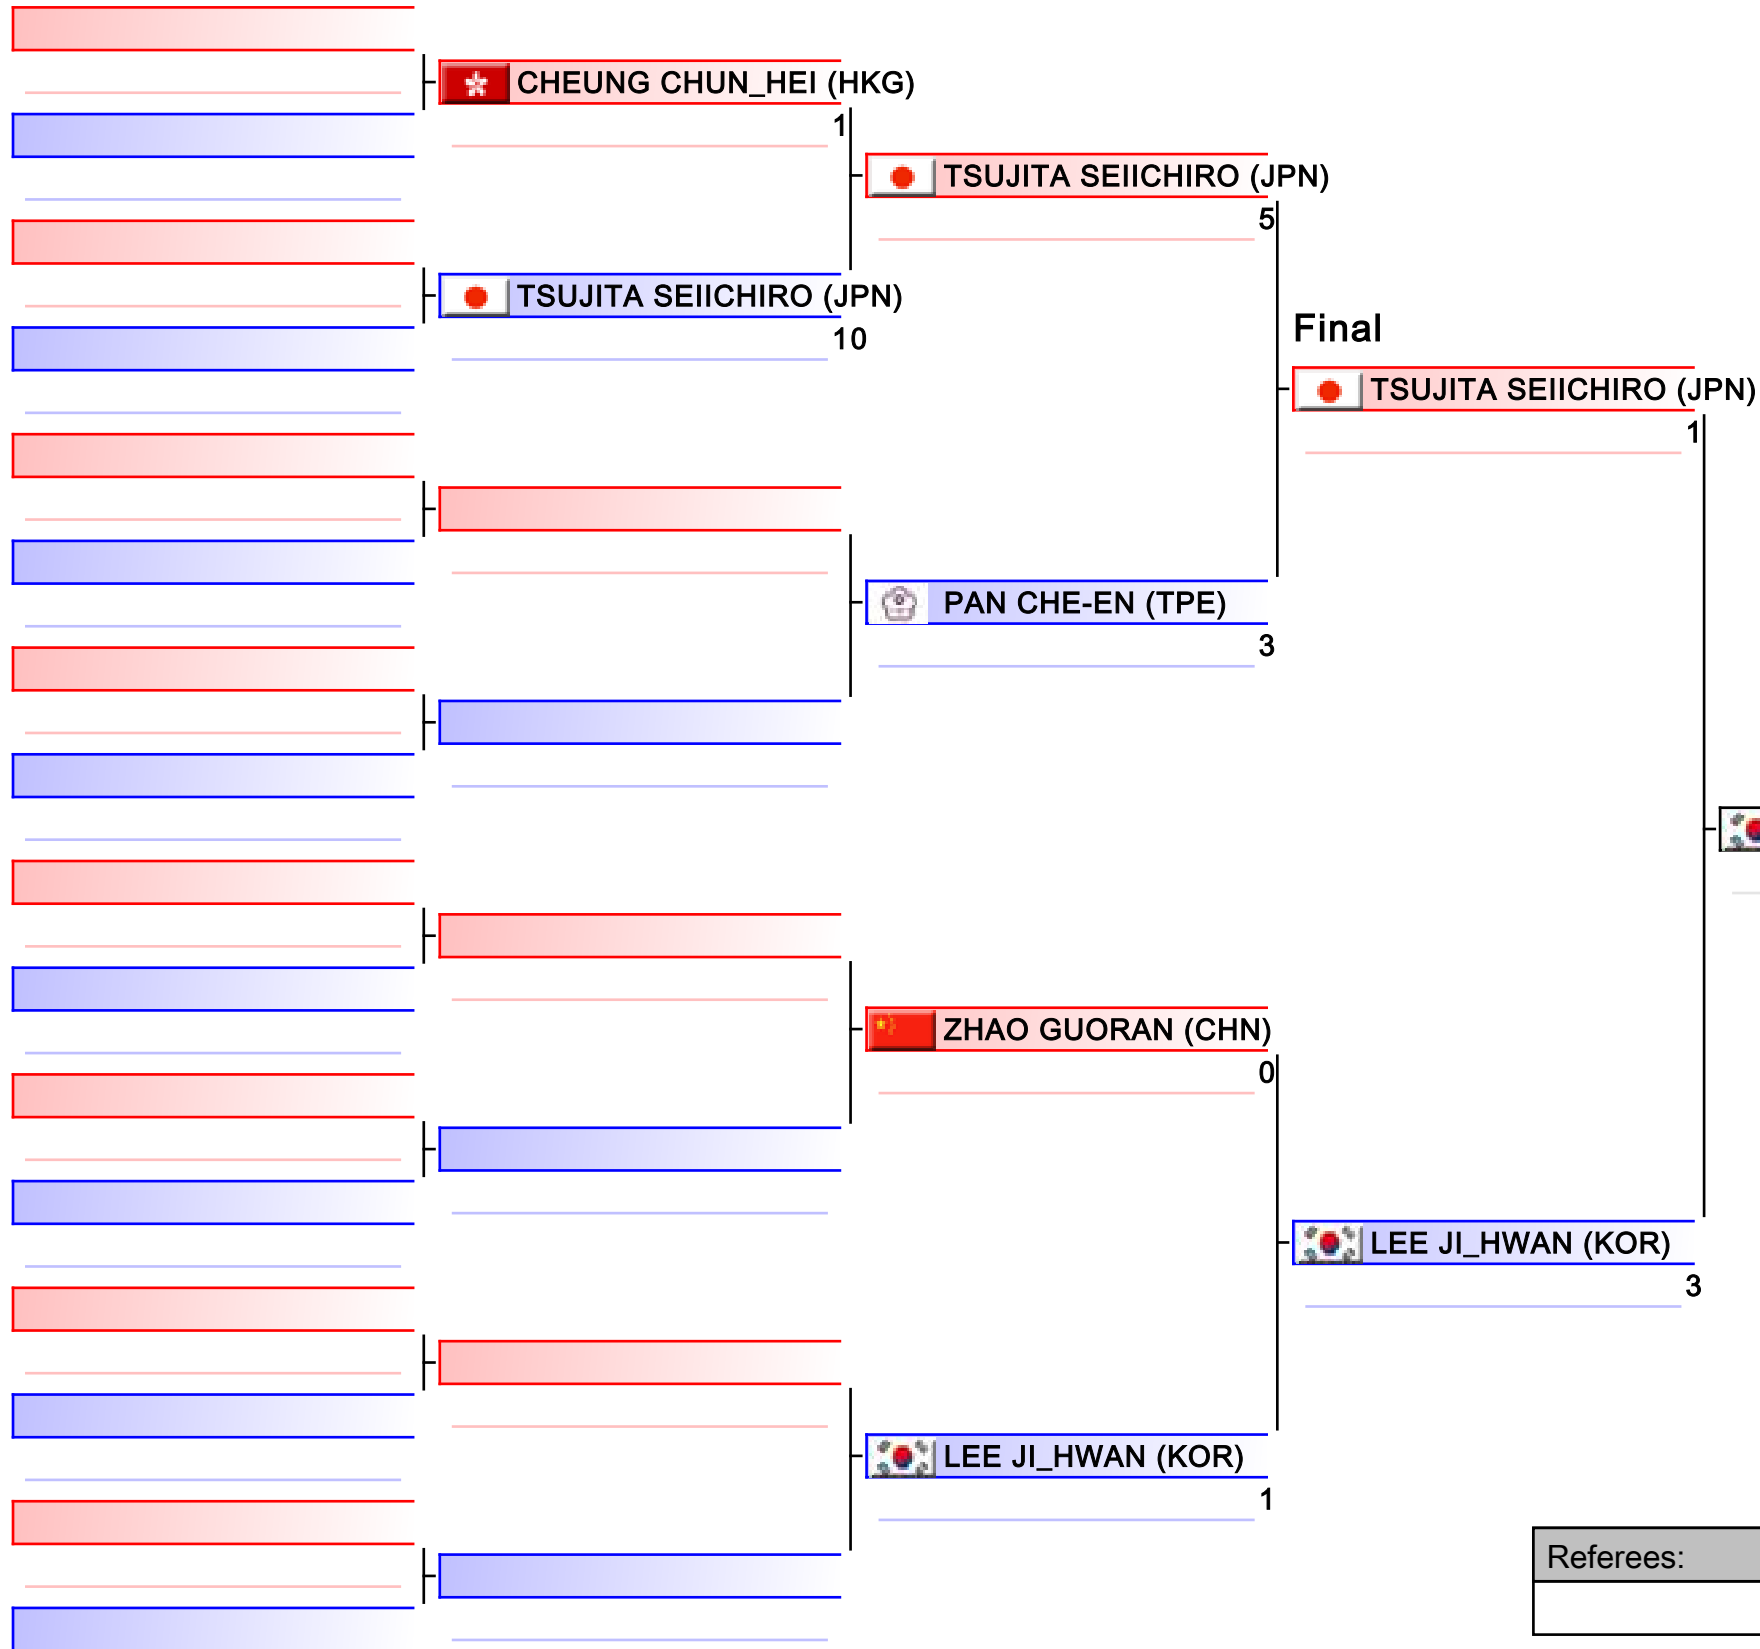 CHEUNG CHUN_HEI (HKG)
1
TSUJITA SEIICHIRO (JPN)
5
TSUJITA SEIICHIRO (JPN)
10
Final
TSUJITA SEIICHIRO (JPN)
1
PAN CHE-EN (TPE)
3
ZHAO GUORAN (CHN)
0
LEE JI_HWAN (KOR)
3
LEE JI_HWAN (KOR)
1
Referees: